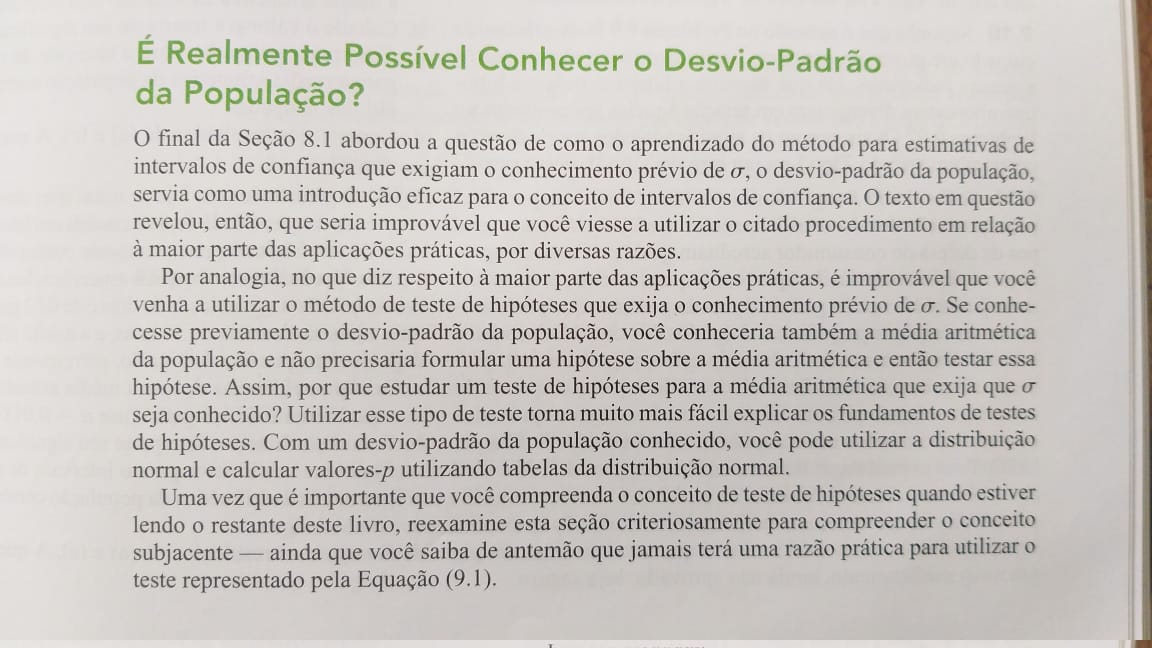 É Realmente Possível Conhecer o Desvio-Padrão
da População?
O final da Seção 8.1 abordou a questão de como o aprendizado do método para estimativas de
intervalos de confiança que exigiam o conhecimento prévio de σ, o desvio-padrão da população,
servia como uma introdução eficaz para o conceito de intervalos de confiança. O texto em questão
revelou, então, que seria improvável que você viesse a utilizar o citado procedimento em relação
à maior parte das aplicações práticas, por diversas razões.
Por analogia, no que diz respeito à maior parte das aplicações práticas, é improvável que você
venha a utilizar o método de teste de hipóteses que exija o conhecimento prévio de σ. Se conhe-
cesse previamente o desvio-padrão da população, você conheceria também a média aritmética
da população e não precisaria formular uma hipótese sobre a média aritmética e então testar essa
hipótese. Assim, por que estudar um teste de hipóteses para a média aritmética que exija que σ
seja conhecido? Utilizar esse tipo de teste torna muito mais fácil explicar os fundamentos de testes
de hipóteses. Com um desvio-padrão da população conhecido, você pode utilizar a distribuição
normal e calcular valores-p utilizando tabelas da distribuição normal.
Uma vez que é importante que você compreenda o conceito de teste de hipóteses quando estiver
lendo o restante deste livro, reexamine esta seção criteriosamente para compreender o conceito
subjacente — ainda que você saiba de antemão que jamais terá uma razão prática para utilizar o
teste representado pela Equação (9.1).